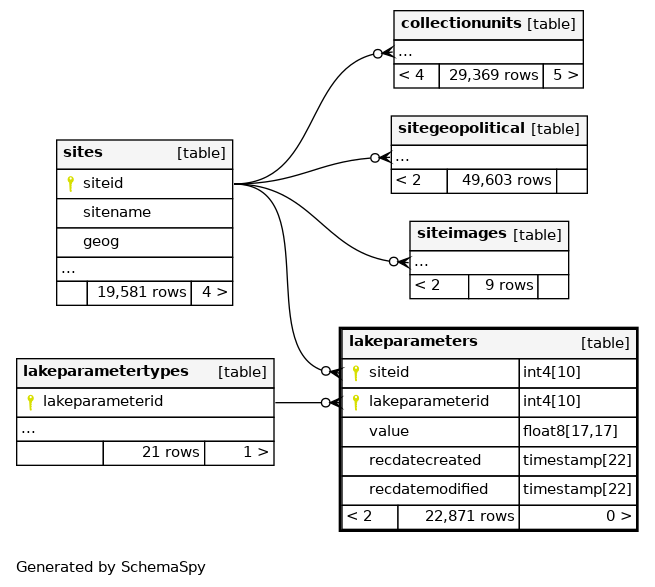 collectionunits [table]
...
< 4 29,369 rows 5 >
sitegeopolitical [table]
...
< 2 49,603 rows
sites [table]
siteid
sitename
geog
...
19,581 rows 4 >
siteimages [table]
...
< 2 9 rows
lakeparameters [table]
siteid int4[10]
lakeparameterid int4[10]
value float8[17,17]
recdatecreated timestamp[22]
recdatemodified timestamp[22]
< 2 22,871 rows 0 >
lakeparametertypes [table]
lakeparameterid
...
21 rows 1 >
Generated by SchemaSpy